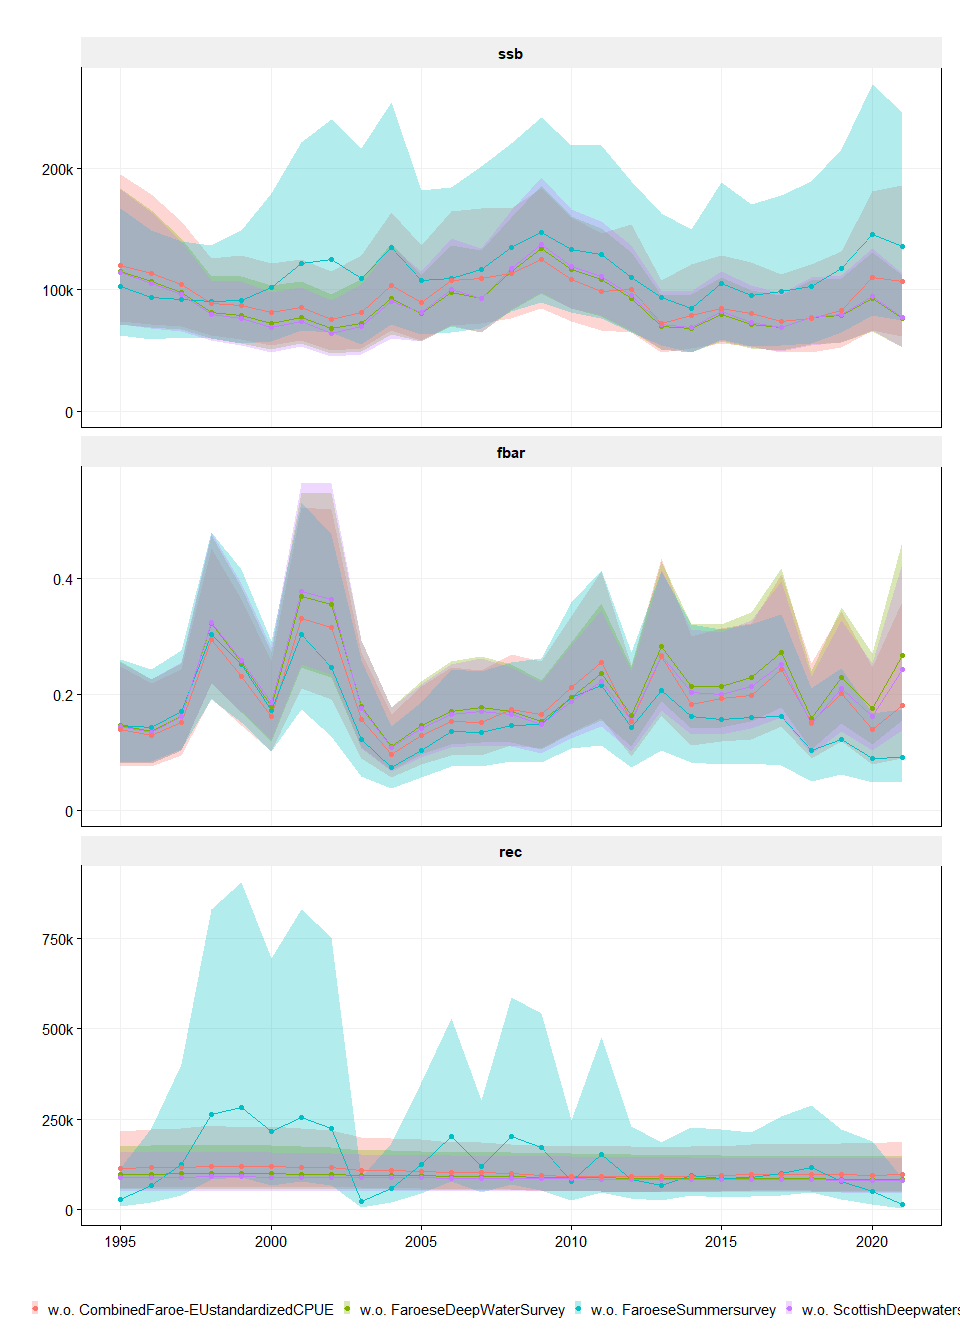 ssb
200k
100k
0
fbar
0.4
0.2
0
rec
750k
500k
250k
0
1995 2000 2005 2010 2015 2020
w.o. CombinedFaroe-EUstandardizedCPUE w.o. FaroeseDeepWaterSurvey w.o. FaroeseSummersurvey w.o. ScottishDeepwaters